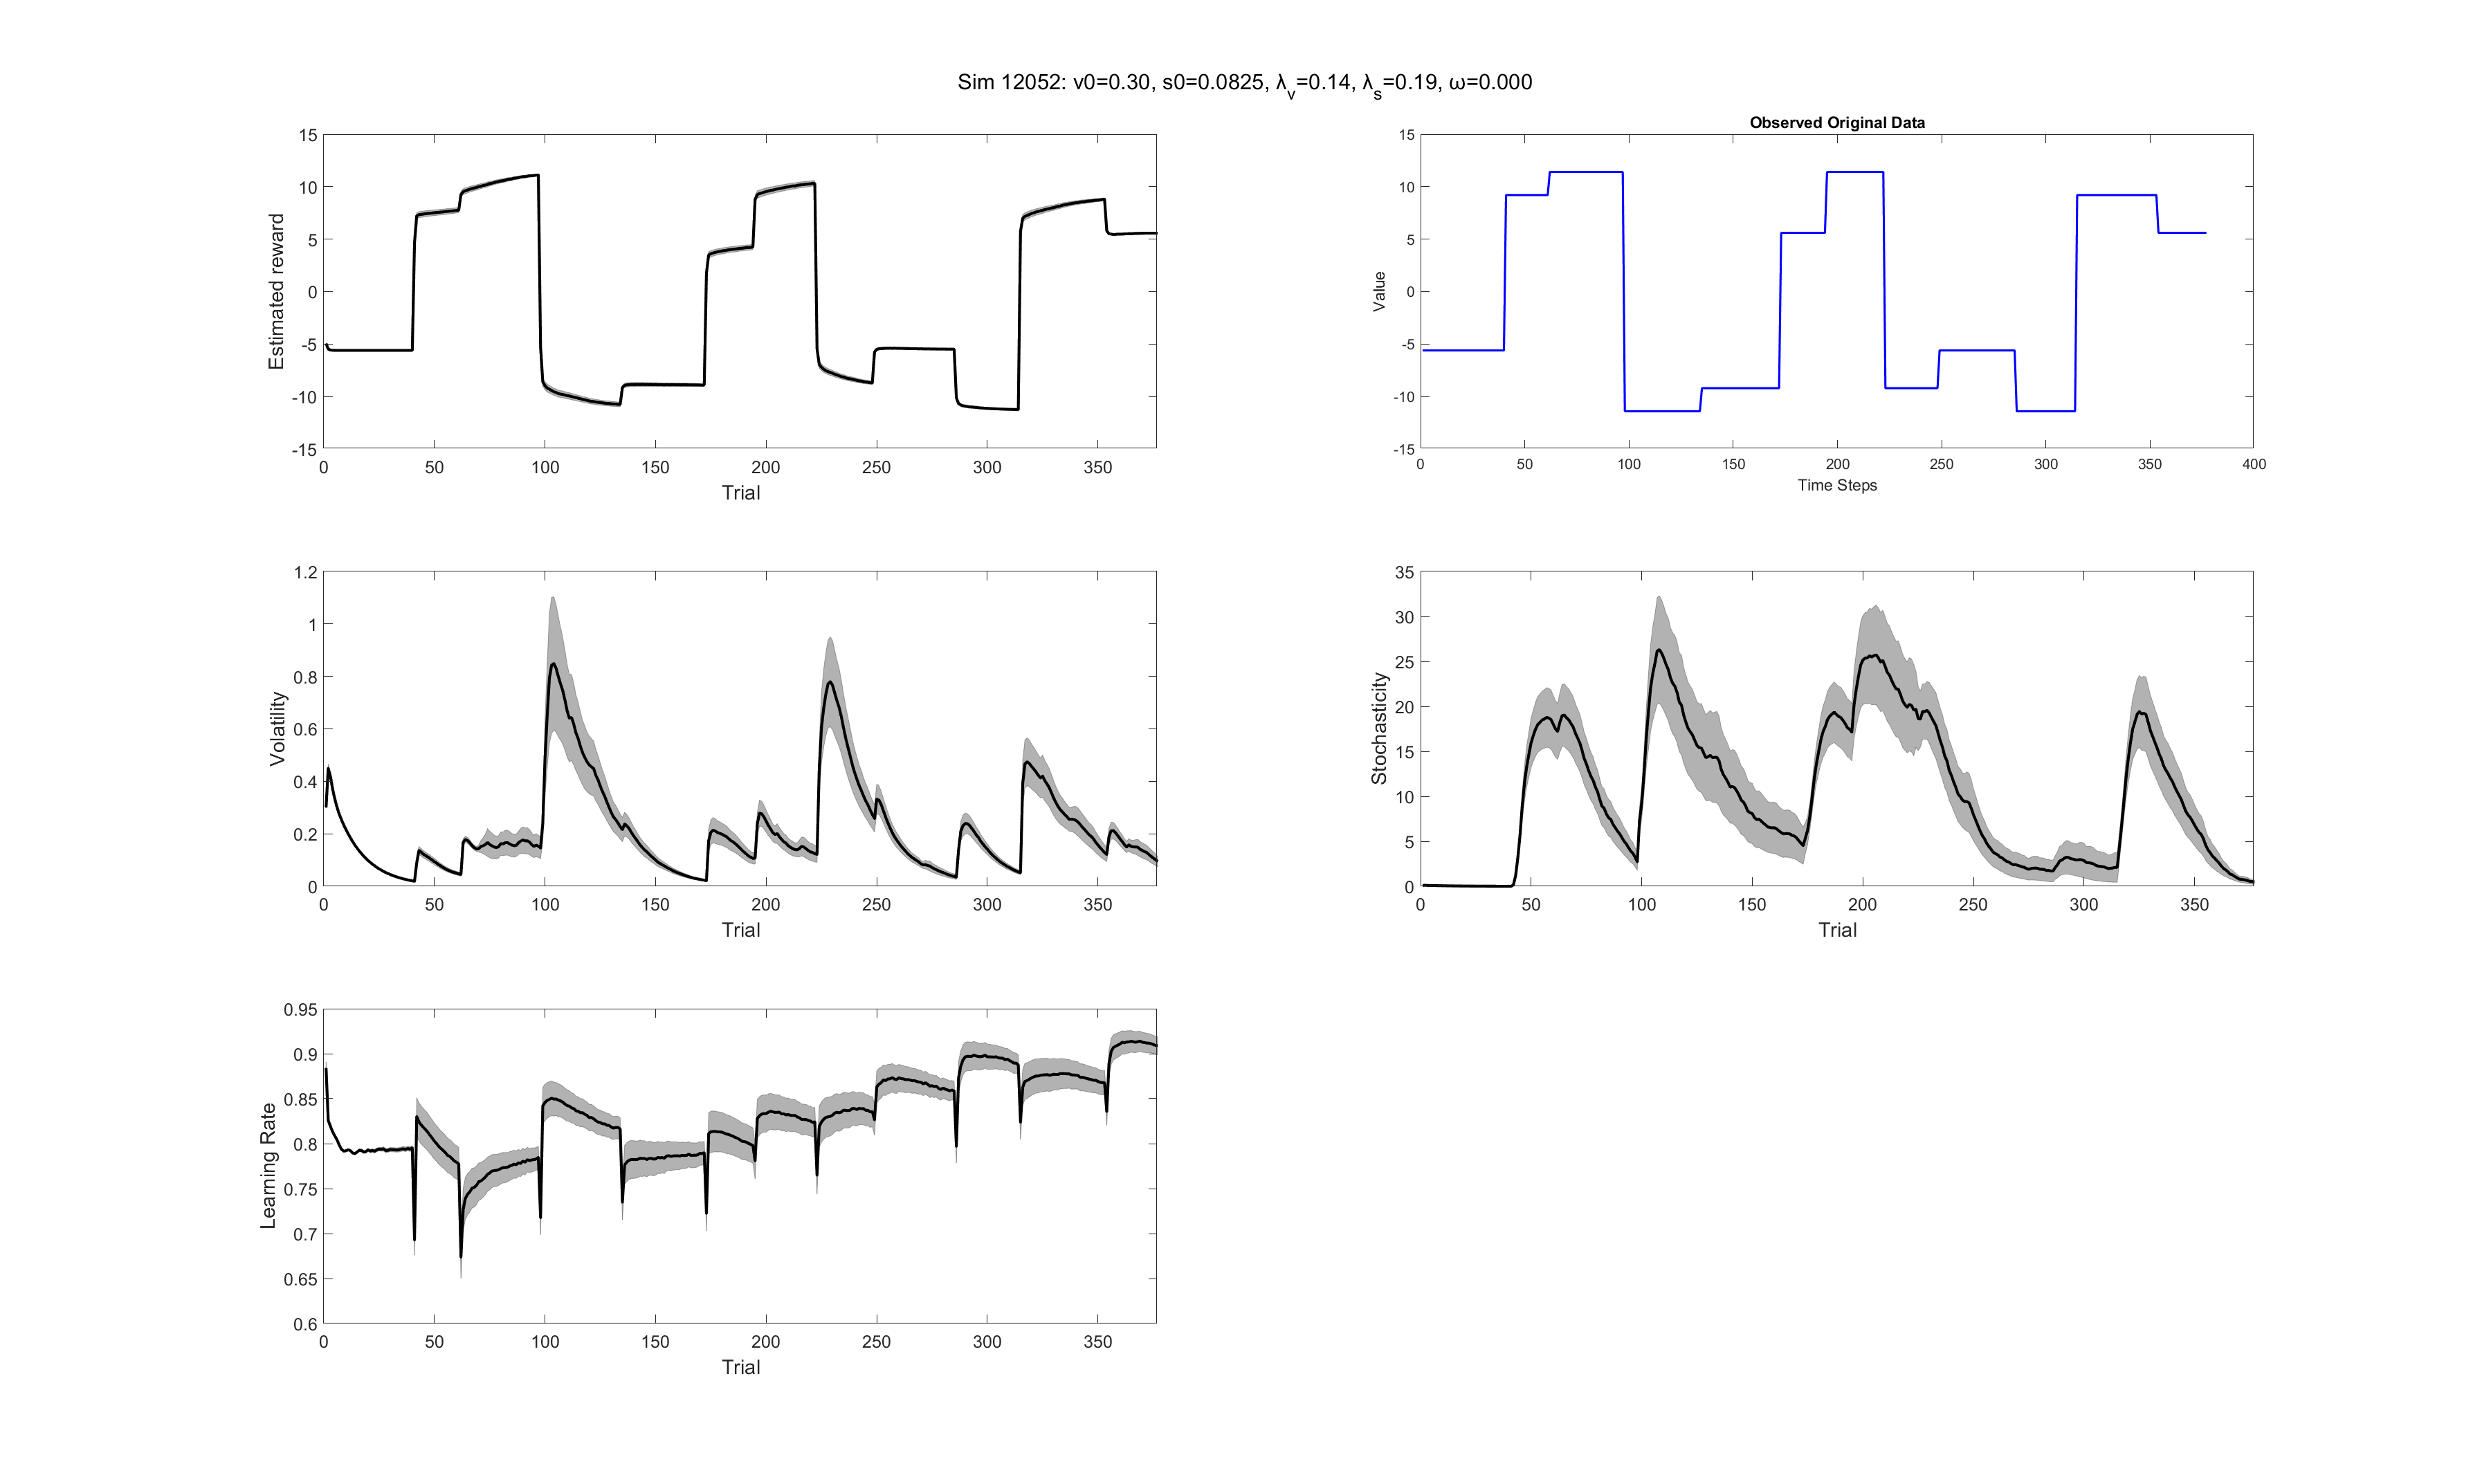 Sim 12052: v0=0.30, s0=0.0825, λv=0.14, λs=0.19, ω=0.000
15
10
5
0
-5
-10
-15
Estimated reward
0 50 100 150 200 250 300 350
Trial
Observed Original Data
15
10
5
0
-5
-10
-15
Value
0 50 100 150 200 250 300 350 400
Time Steps
1.2
1
0.8
0.6
0.4
0.2
0
Volatility
0 50 100 150 200 250 300 350
Trial
35
30
25
20
15
10
5
0
Stochasticity
0 50 100 150 200 250 300 350
Trial
0.95
0.9
0.85
0.8
0.75
0.7
0.65
0.6
Learning Rate
0 50 100 150 200 250 300 350
Trial